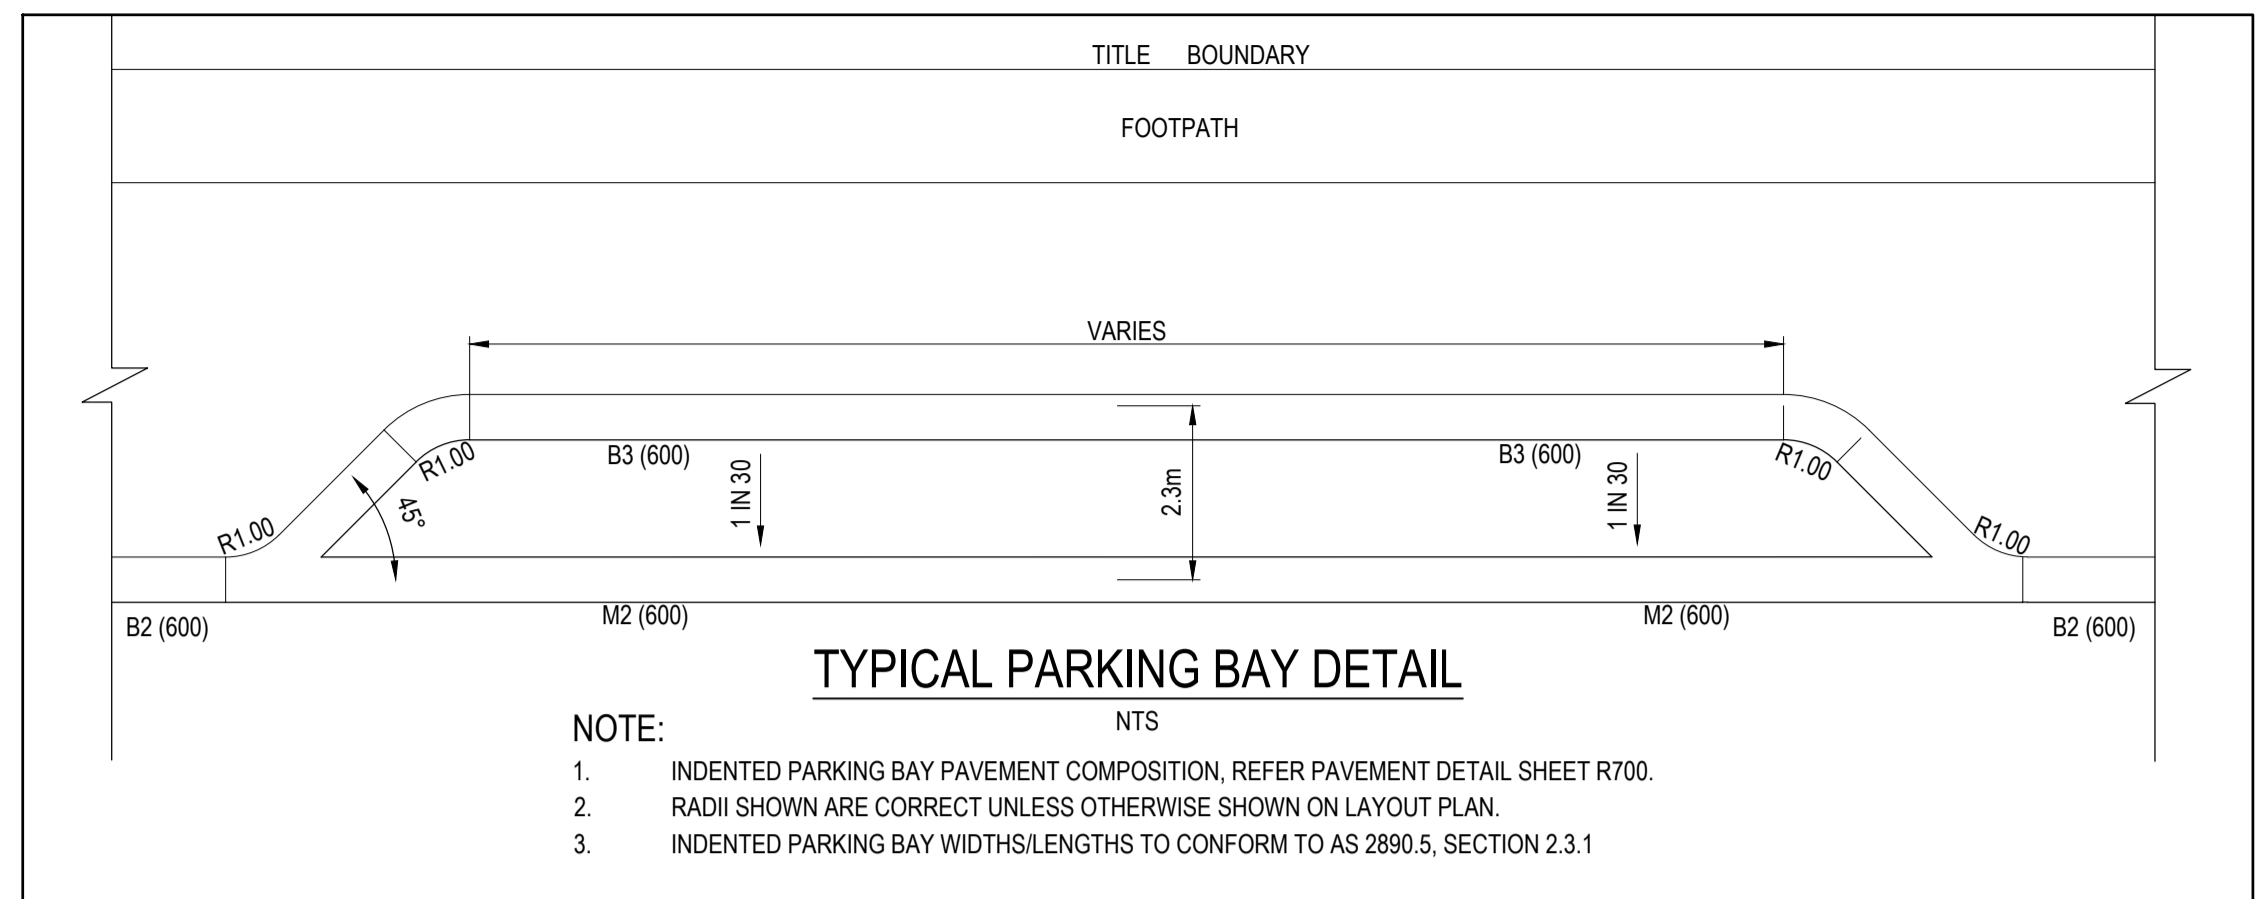 TITLE BOUNDARY
FOOTPATH
VARIES
R1.00
B3 (600)
B3 (600)
R1.00
1 IN 30
2.3m
1 IN 30
45°
R1.00
R1.00
B2 (600)
M2 (600)
M2 (600)
B2 (600)
TYPICAL PARKING BAY DETAIL
NTS
NOTE:
1. INDENTED PARKING BAY PAVEMENT COMPOSITION, REFER PAVEMENT DETAIL SHEET R700.
2. RADII SHOWN ARE CORRECT UNLESS OTHERWISE SHOWN ON LAYOUT PLAN.
3. INDENTED PARKING BAY WIDTHS/LENGTHS TO CONFORM TO AS 2890.5, SECTION 2.3.1